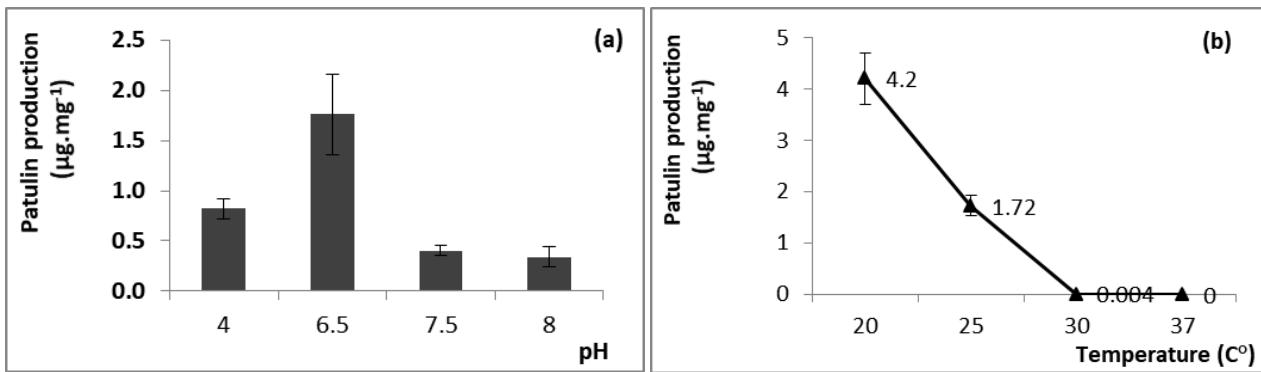 (a)
Patulin production
(µg.mg⁻¹)
2.5
2.0
1.5
1.0
0.5
0.0
4 6.5 7.5 8
pH
(b)
Patulin production
(µg.mg⁻¹)
5
4
3
2
1
0
4.2
1.72
0.004
0
20 25 30 37
Temperature (Cº)